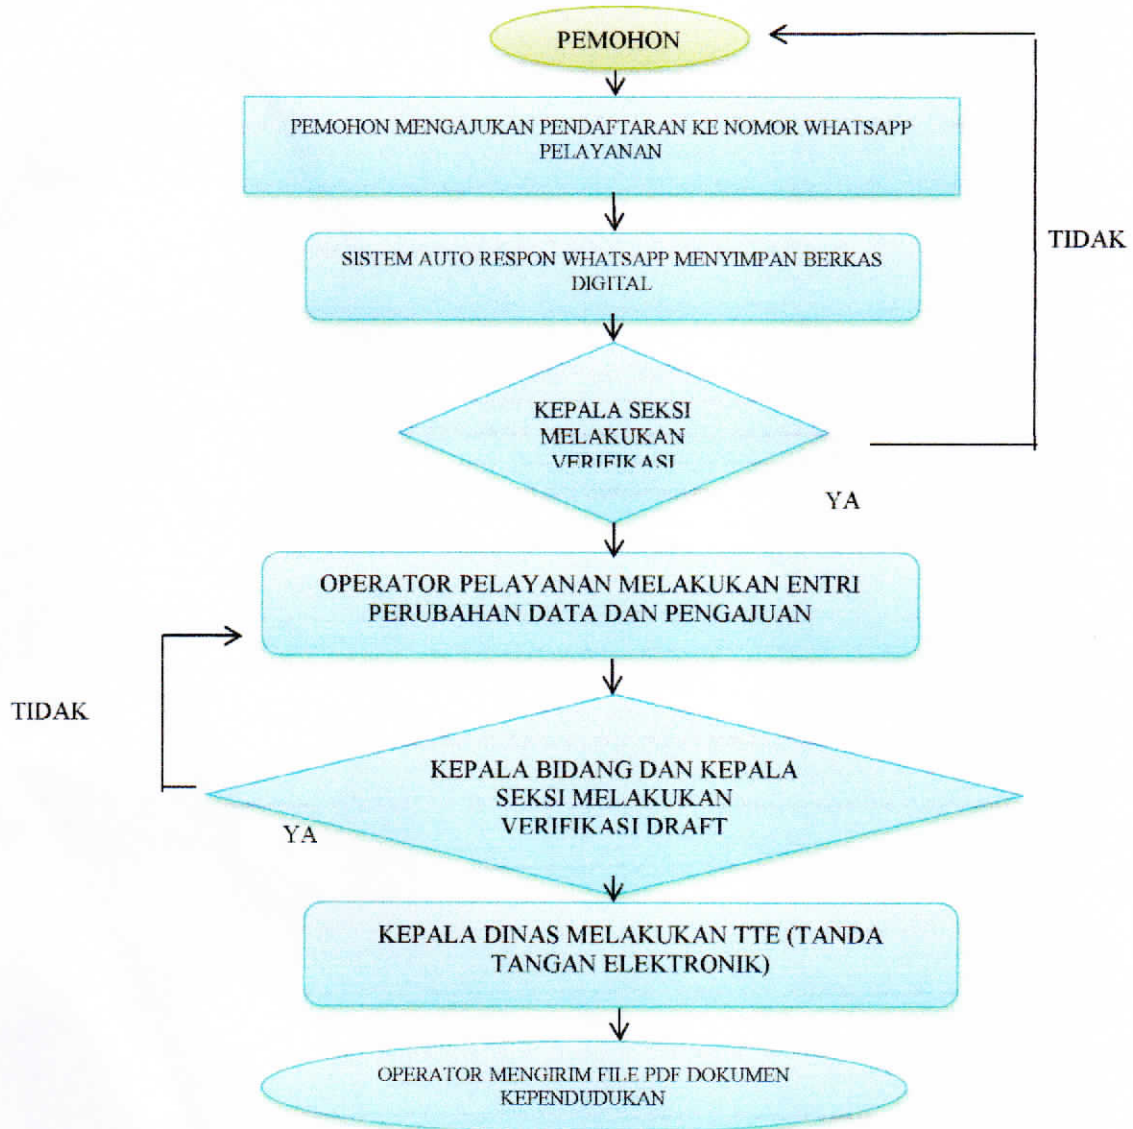 PEMOHON
PEMOHON MENGAJUKAN PENDAFTARAN KE NOMOR WHATSAPP
PELAYANAN
TIDAK
SISTEM AUTO RESPON WHATSAPP MENYIMPAN BERKAS
DIGITAL
KEPALA SEKSI
MELAKUKAN
VERIFIKASI
YA
OPERATOR PELAYANAN MELAKUKAN ENTRI
PERUBAHAN DATA DAN PENGAJUAN
TIDAK
KEPALA BIDANG DAN KEPALA
SEKSI MELAKUKAN
VERIFIKASI DRAFT
YA
KEPALA DINAS MELAKUKAN TTE (TANDA
TANGAN ELEKTRONIK)
OPERATOR MENGIRIM FILE PDF DOKUMEN
KEPENDUDUKAN